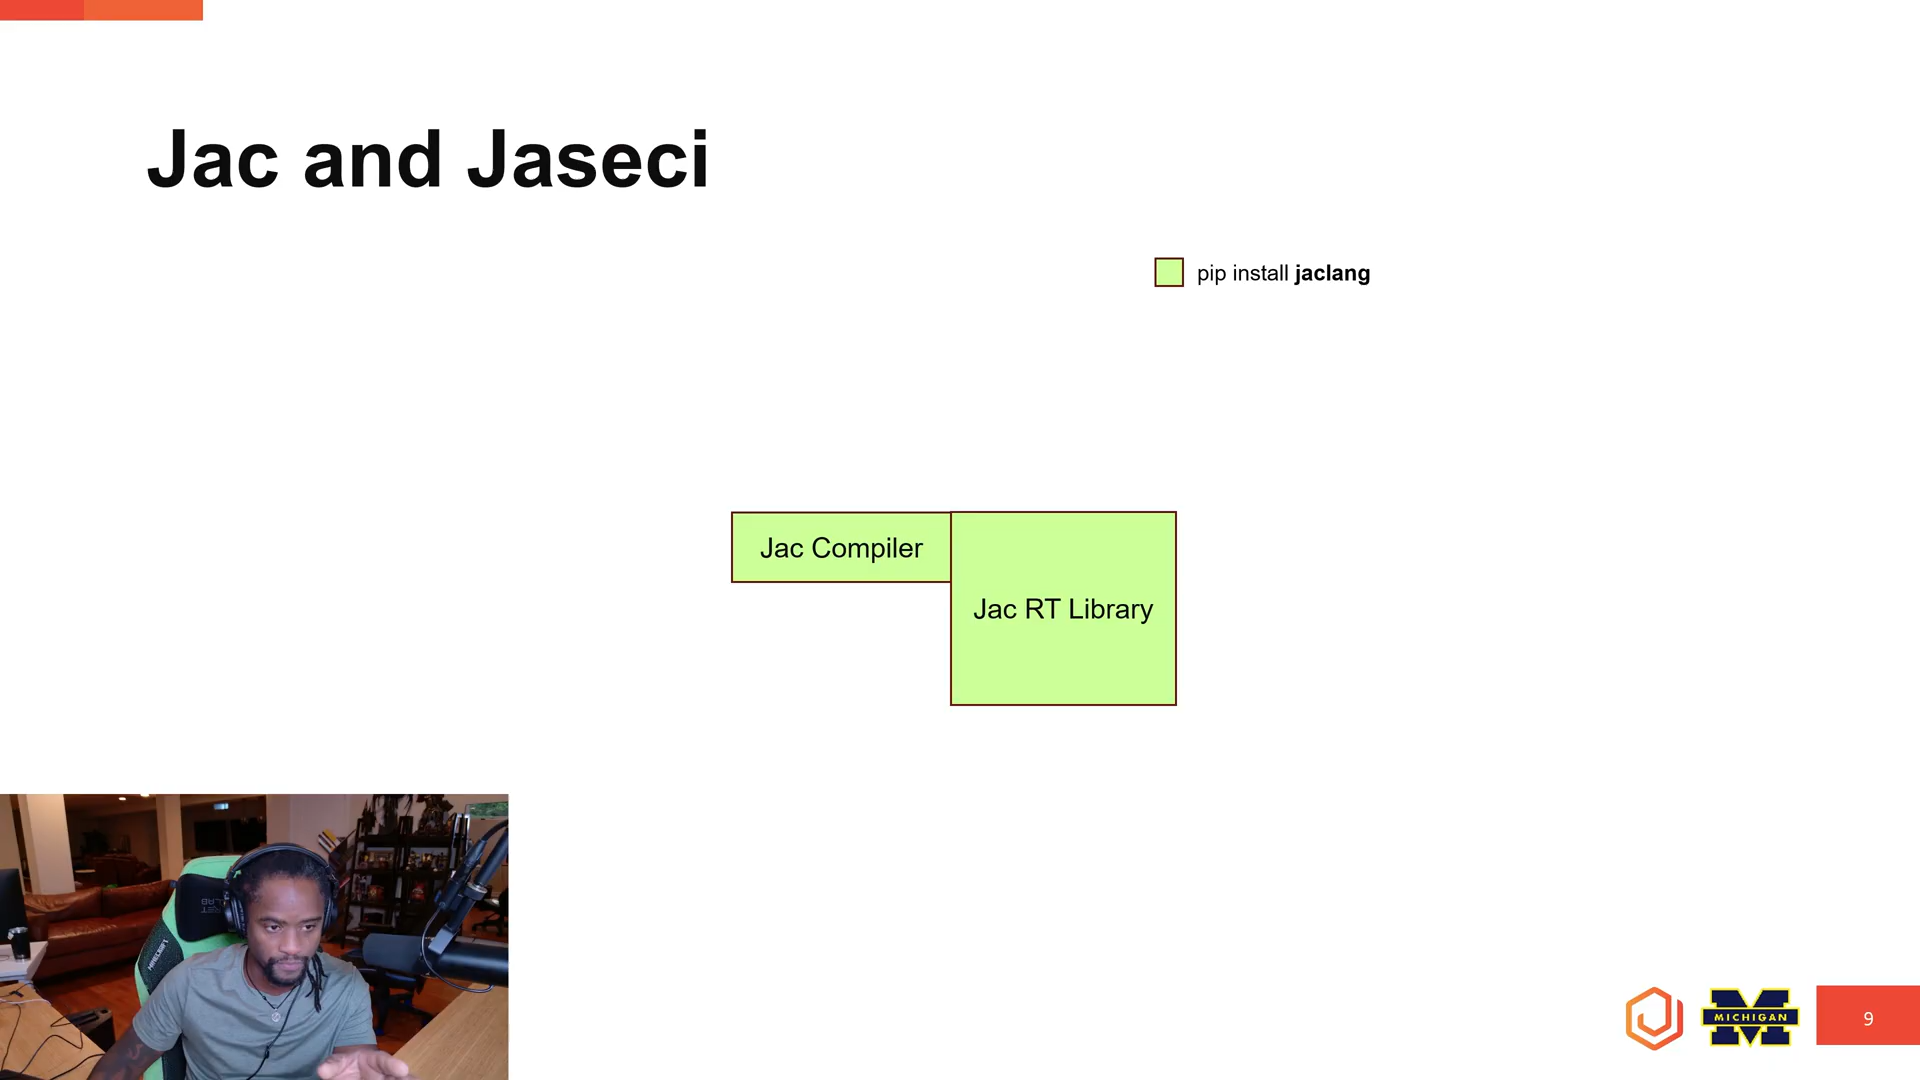 Jac and Jaseci
pip install jaclang
Jac Compiler
Jac RT Library
MICHIGAN
9